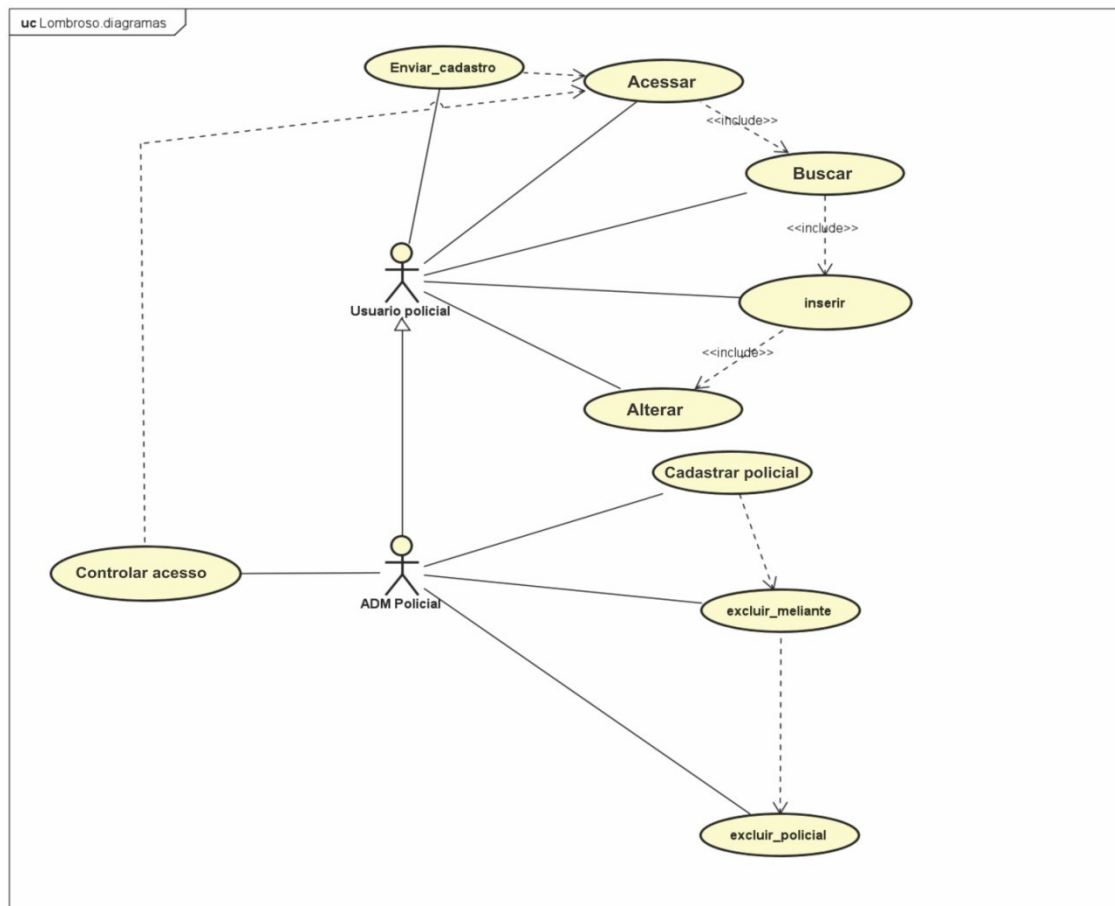 uc Lombroso.diagramas
Enviar_cadastro
Acessar
<<include>>
Buscar
<<include>>
inserir
Usuario policial
<<include>>
Alterar
Cadastrar policial
Controlar acesso
ADM Policial
excluir_meliante
excluir_policial